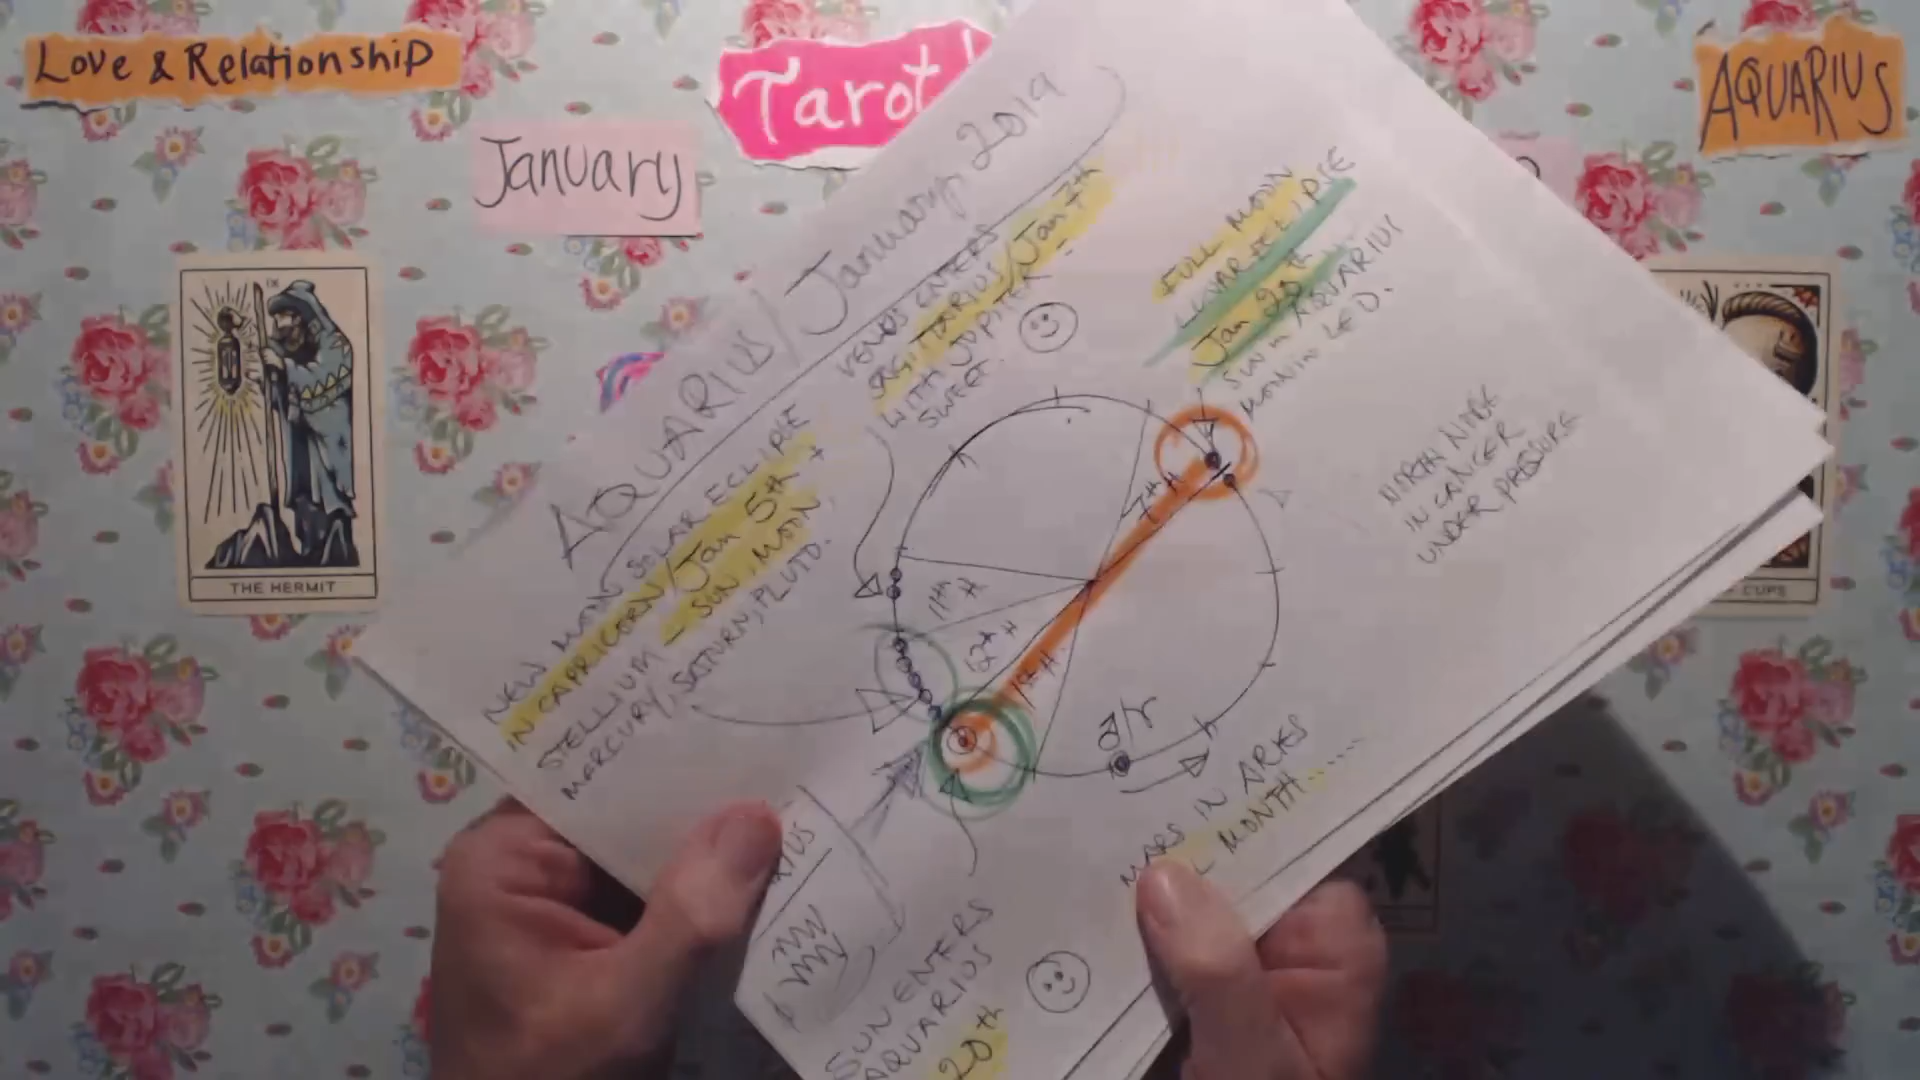 Love & Relationship
Tarot
AQUARIUS
January
AQUARIUS/January 2019
VENUS ENTERS
SAGITTARIUS/Jan 7th
WITH JUPITER -
SWEET.
FULL MOON
LUNAR ECLIPSE
Jan 20th
SUN AQUARIUS
MOON IN LEO.
NEW MOON SOLAR ECLIPSE
IN CAPRICORN/Jan 5th +
STELLIUM - SUN, MOON,
MERCURY, SATURN, PLUTO.
NORTH NODE
IN CANCER
UNDER PRESSURE
7th H
11th H
12th H
1st H.
♂/♈
MARS IN ARIES
MONTH......
SUN ENTERS
AQUARIUS
20th
IX
THE HERMIT
CUPS